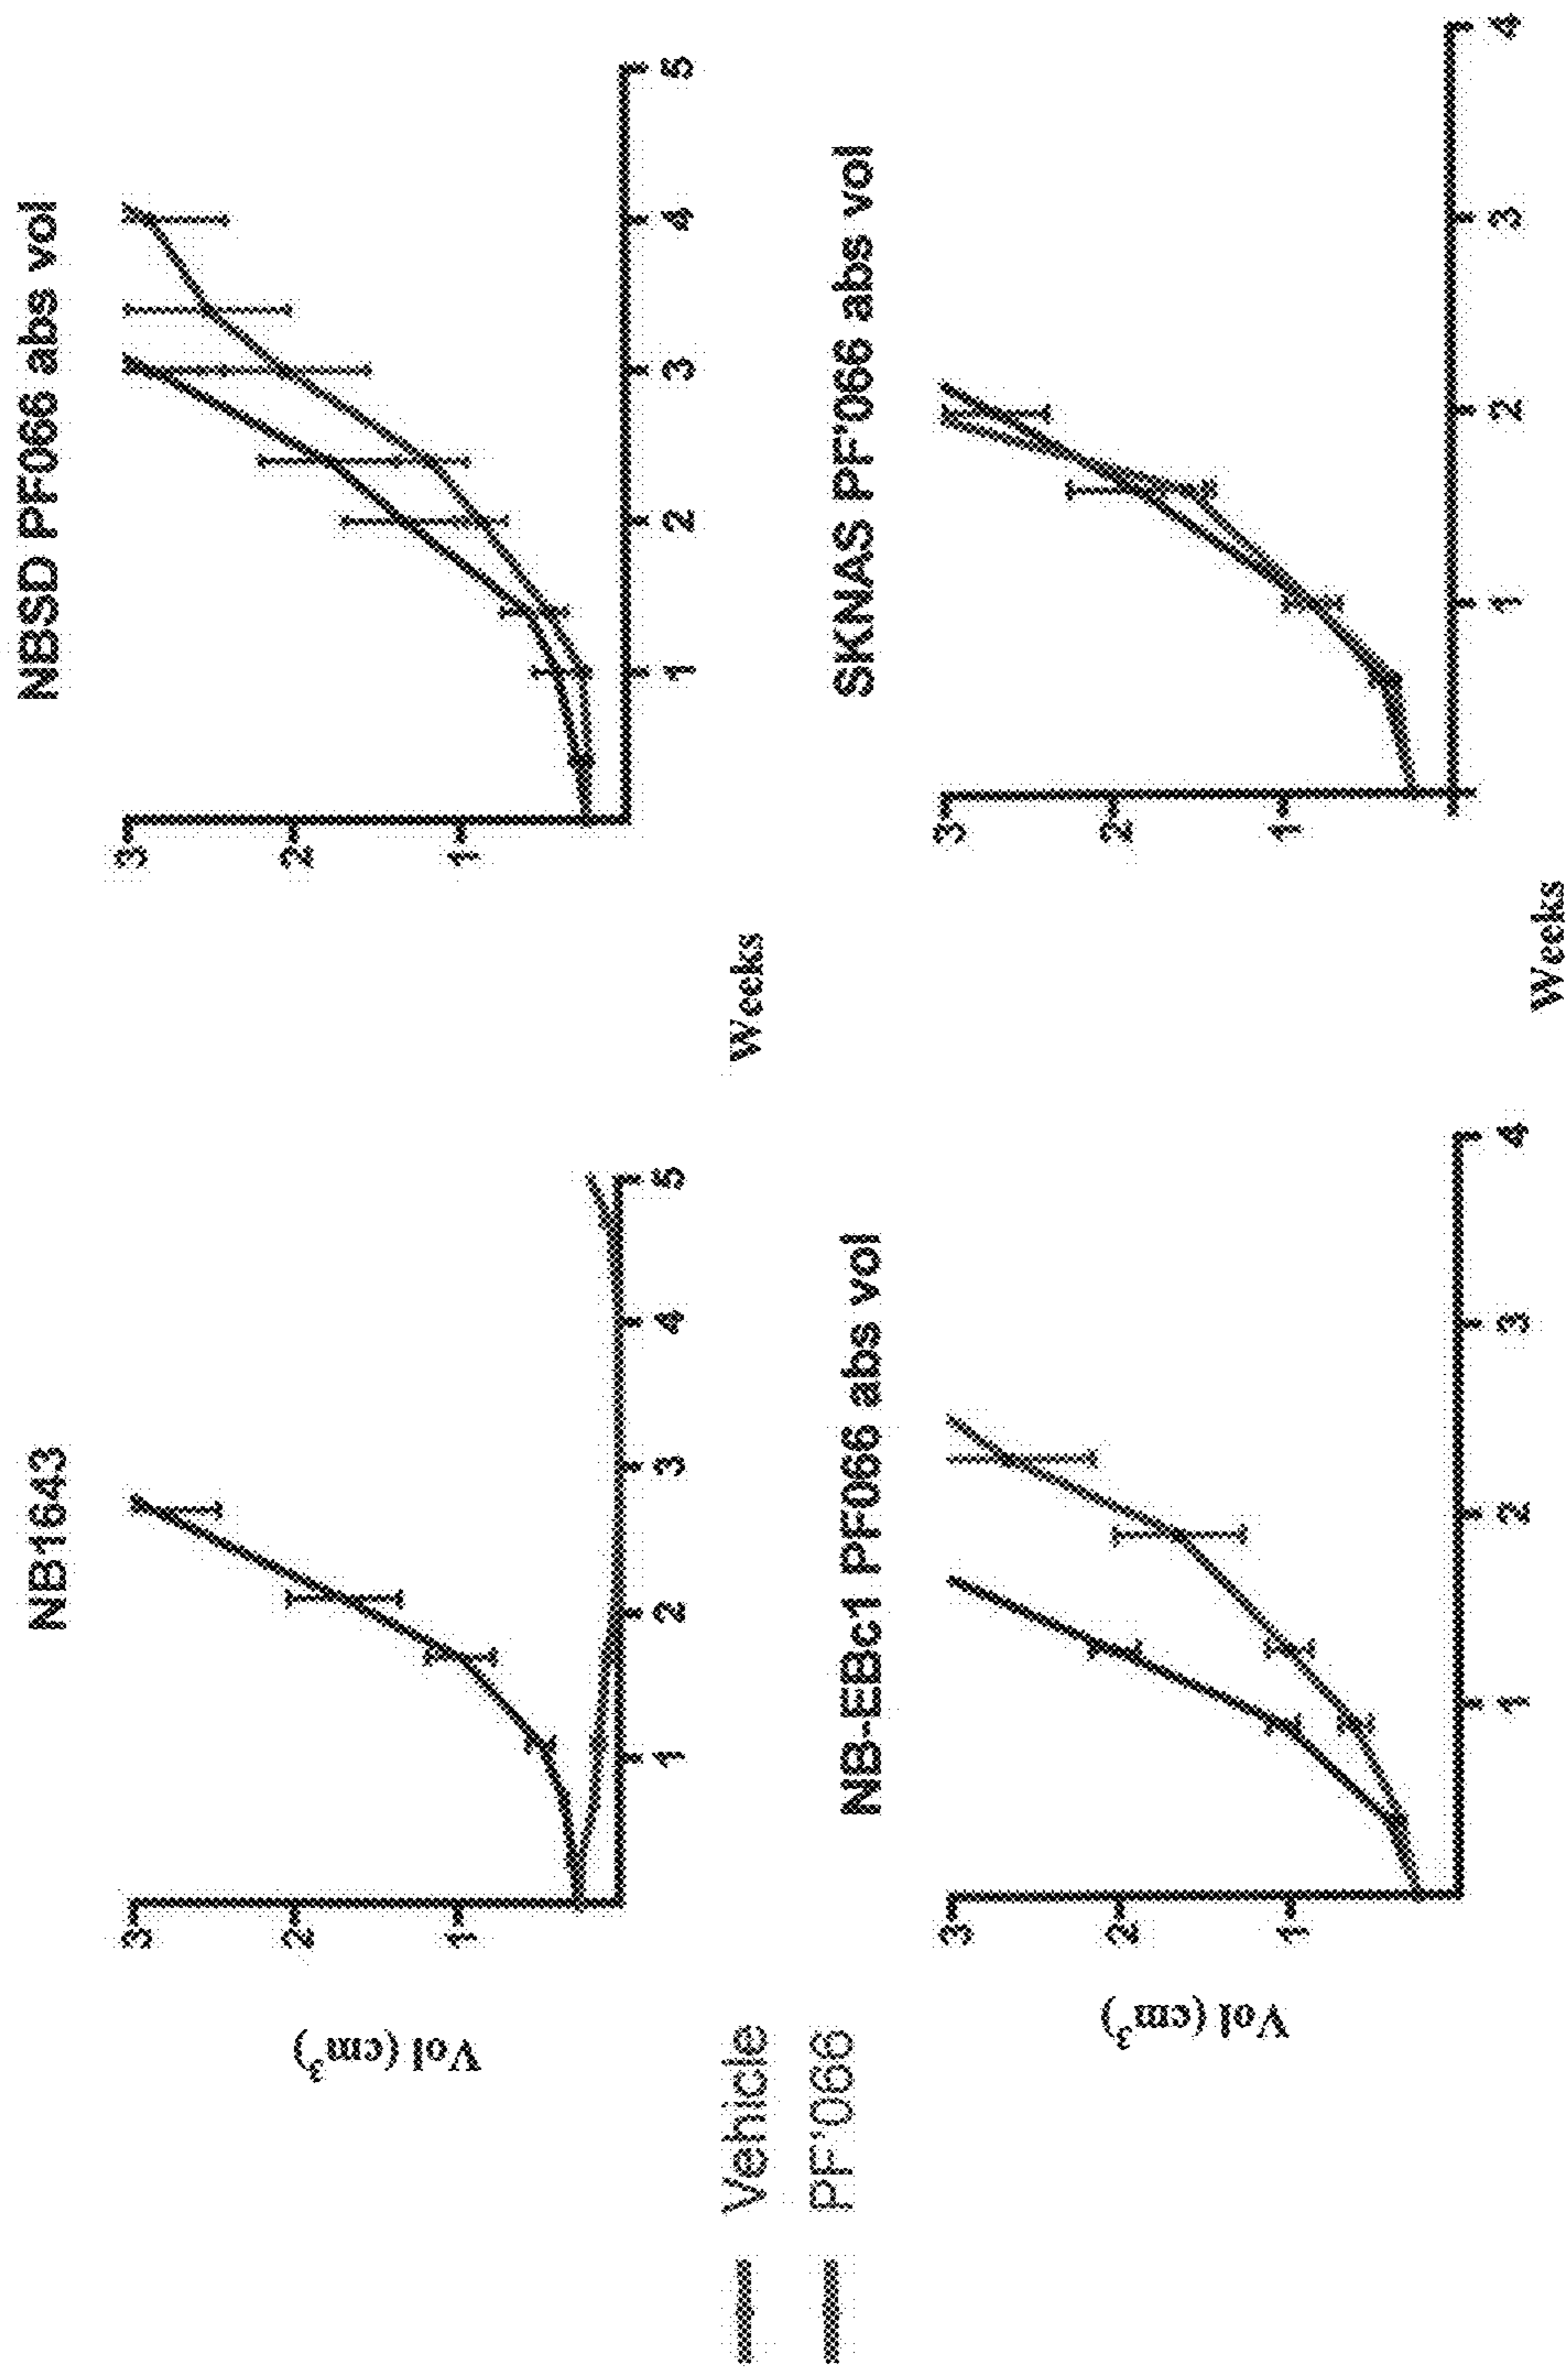 NB1643
3
2
1
1 2 3 4 5
Vol (cm3)
NBSD PF066 abs vol
3
2
1
1 2 3 4 5
Weeks
Vehicle
PF'066
NB-EBc1 PF066 abs vol
3
2
1
1 2 3 4
Vol (cm3)
SKNAS PF'066 abs vol
3
2
1
1 2 3 4
Weeks